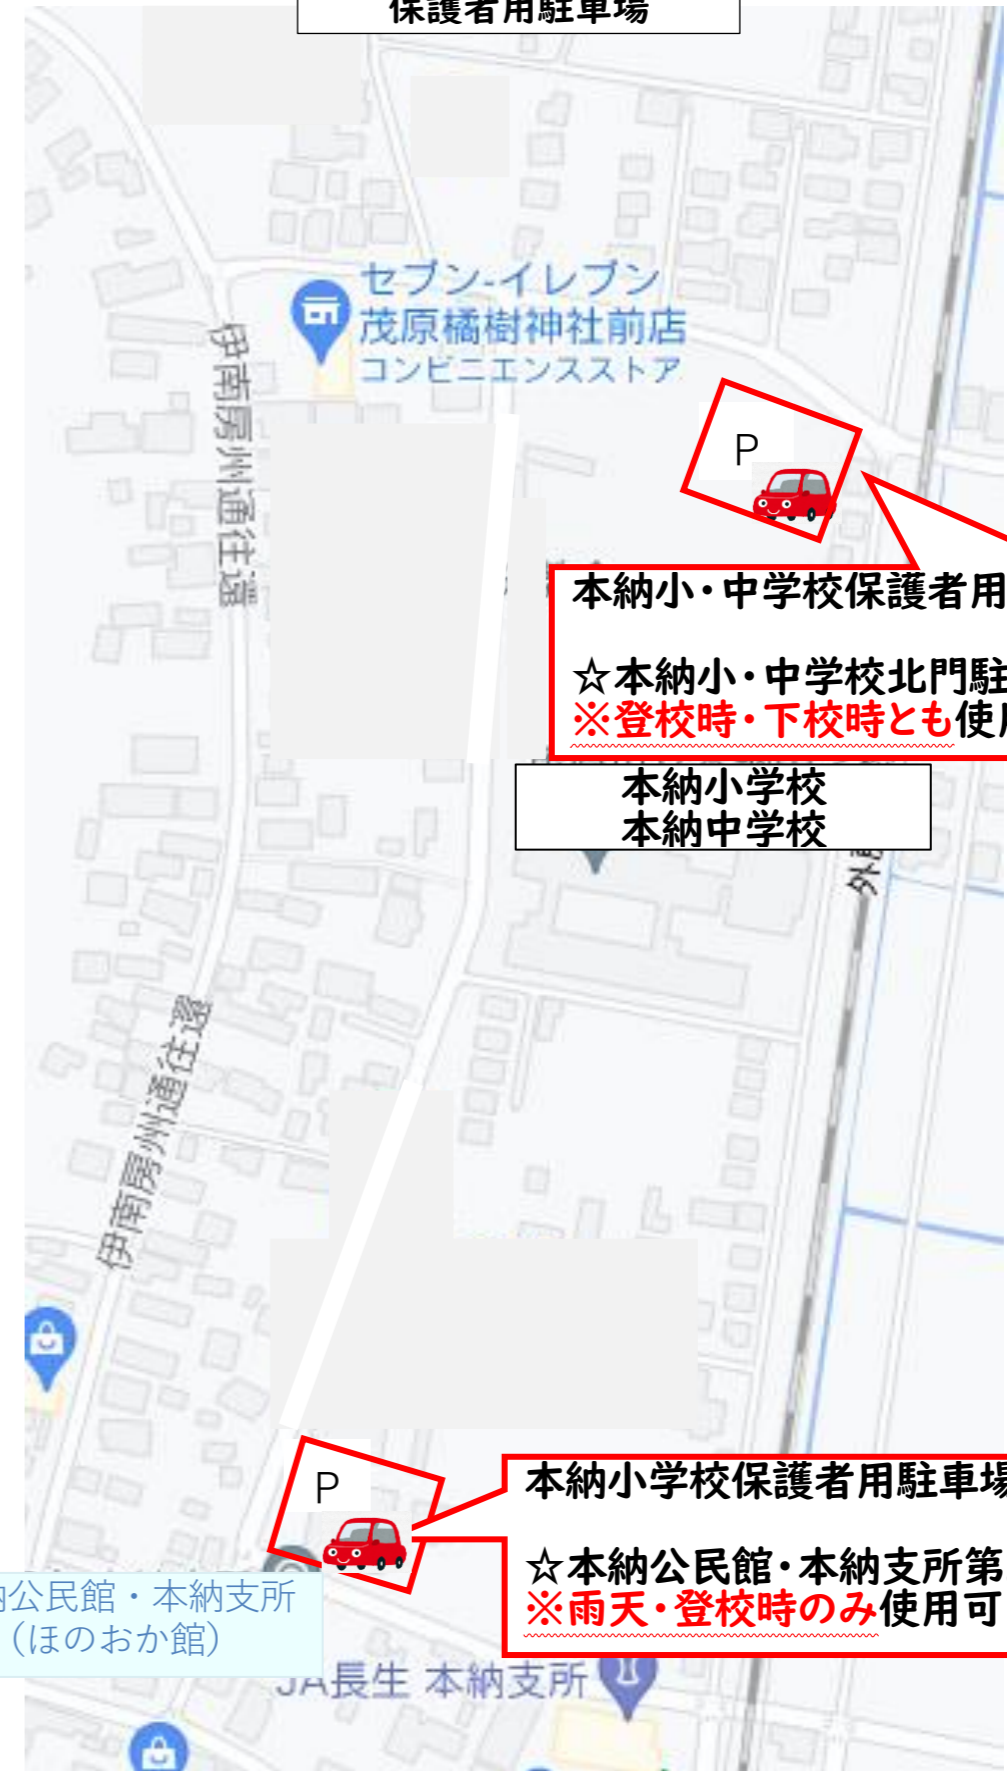 保護者用駐車場
セブン-イレブン
茂原橘樹神社前店
コンビニエンスストア
伊南房州通往還
P
本納小・中学校保護者用
☆本納小・中学校北門駐
※登校時・下校時とも使用
本納小学校
本納中学校
外
伊南房州通往還
P
本納小学校保護者用駐車場
☆本納公民館・本納支所第
※雨天・登校時のみ使用可
納公民館・本納支所
(ほのおか館)
JA長生 本納支所